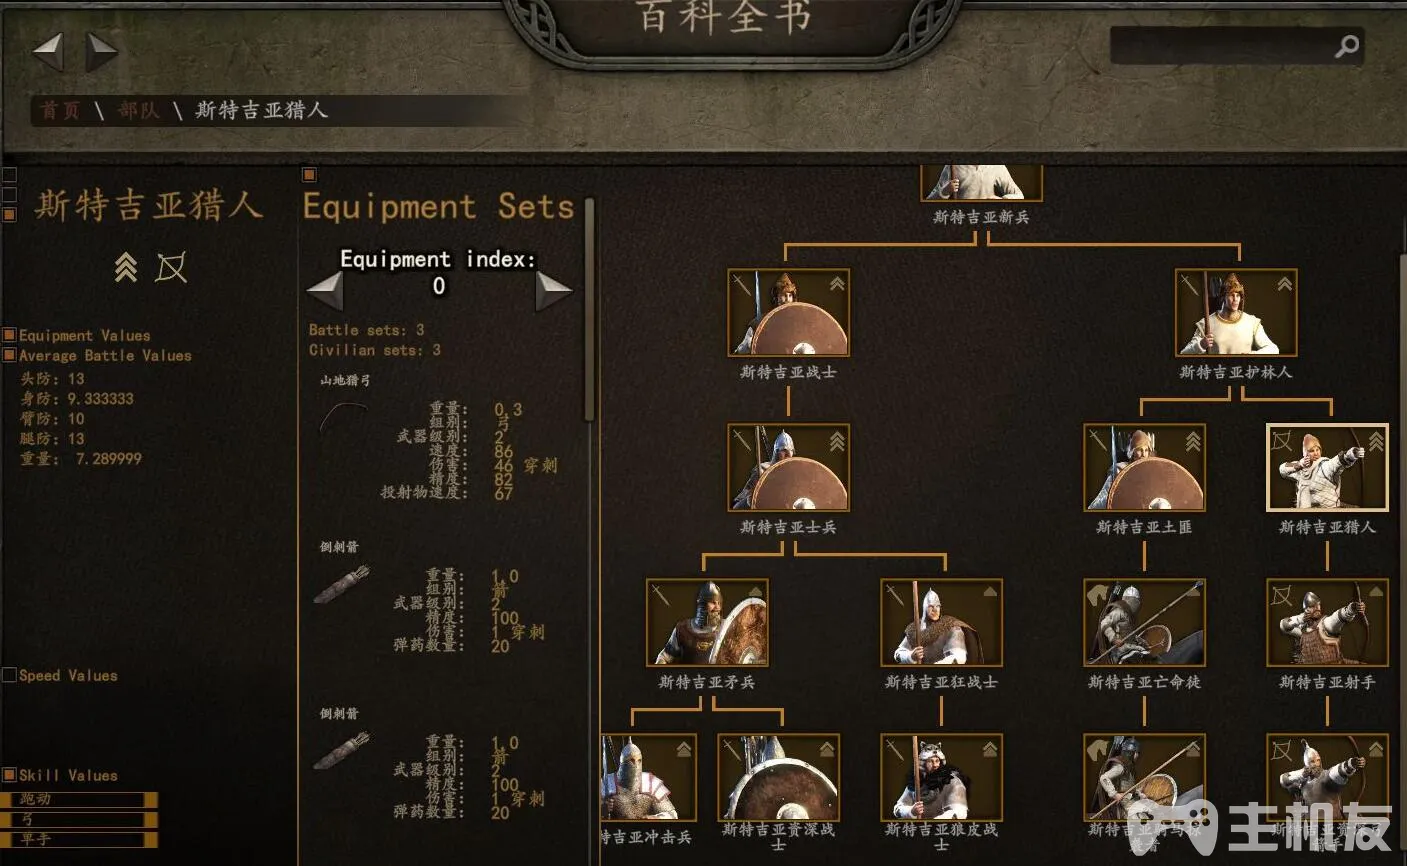 百科全书
首页 \ 部队 \ 斯特吉亚猎人
斯特吉亚猎人
Equipment Values
Average Battle Values
头防: 13
身防: 9.333333
臂防: 10
腿防: 13
重量: 7.289999
Speed Values
Skill Values
跑动
弓
单手
Equipment Sets
Equipment index:
0
Battle sets: 3
Civilian sets: 3
山地猎弓
重量: 0.3
组别: 弓
武器级别: 2
速度: 86
伤害: 46 穿刺
精度: 82
投射物速度: 67
倒刺箭
重量: 1.0
组别: 箭
武器级别: 2
精度: 100
伤害: 1 穿刺
弹药数量: 20
倒刺箭
重量: 1.0
组别: 箭
武器级别: 2
精度: 100
伤害: 1 穿刺
弹药数量: 20
斯特吉亚新兵
斯特吉亚战士
斯特吉亚护林人
斯特吉亚士兵
斯特吉亚土匪
斯特吉亚猎人
斯特吉亚矛兵
斯特吉亚狂战士
斯特吉亚亡命徒
斯特吉亚射手
特吉亚冲击兵
斯特吉亚资深战
士
斯特吉亚狼皮战
士
斯特吉亚
主机友